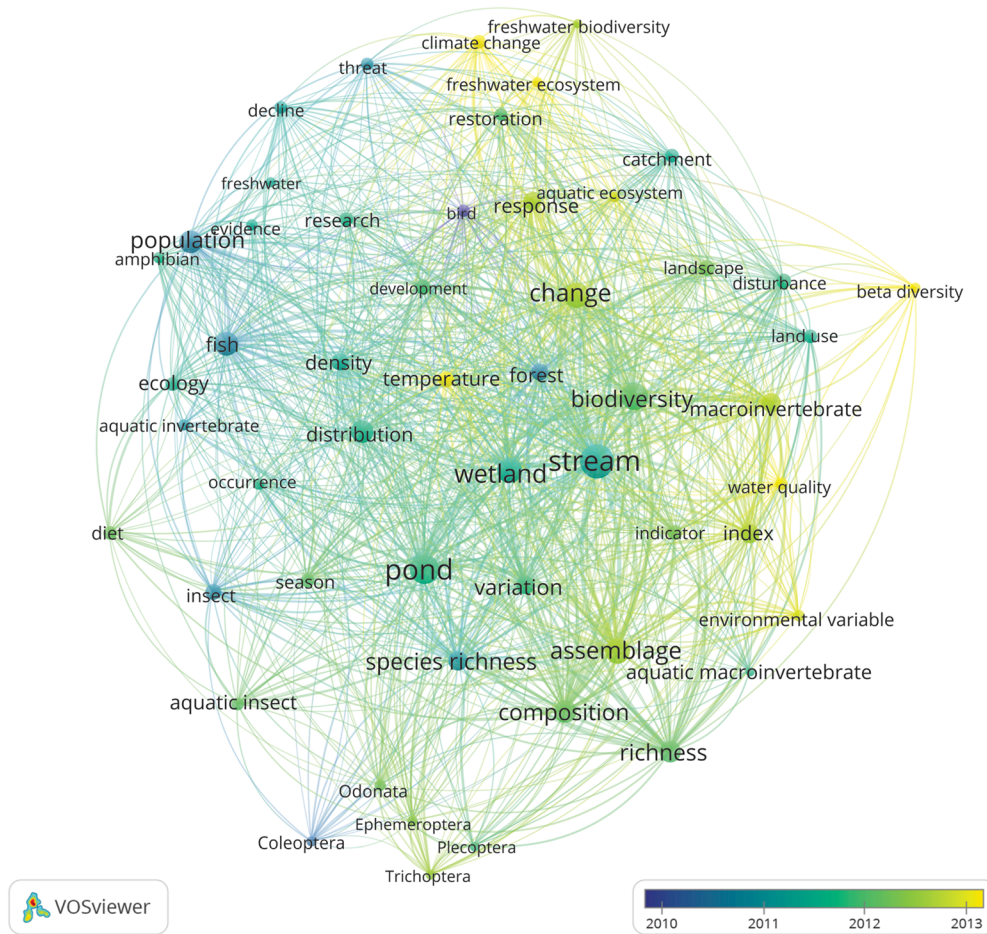 freshwater biodiversity
climate change
threat
freshwater ecosystem
decline
restoration
catchment
freshwater
aquatic ecosystem
bird
response
research
evidence
population
amphibian
landscape
disturbance
development
change
beta diversity
land use
fish
density
temperature
forest
ecology
biodiversity
macroinvertebrate
aquatic invertebrate
distribution
stream
wetland
occurrence
water quality
diet
indicator
index
pond
season
variation
insect
environmental variable
assemblage
species richness
aquatic macroinvertebrate
aquatic insect
composition
richness
Odonata
Ephemeroptera
Coleoptera
Plecoptera
Trichoptera
VOSviewer
2010 2011 2012 2013